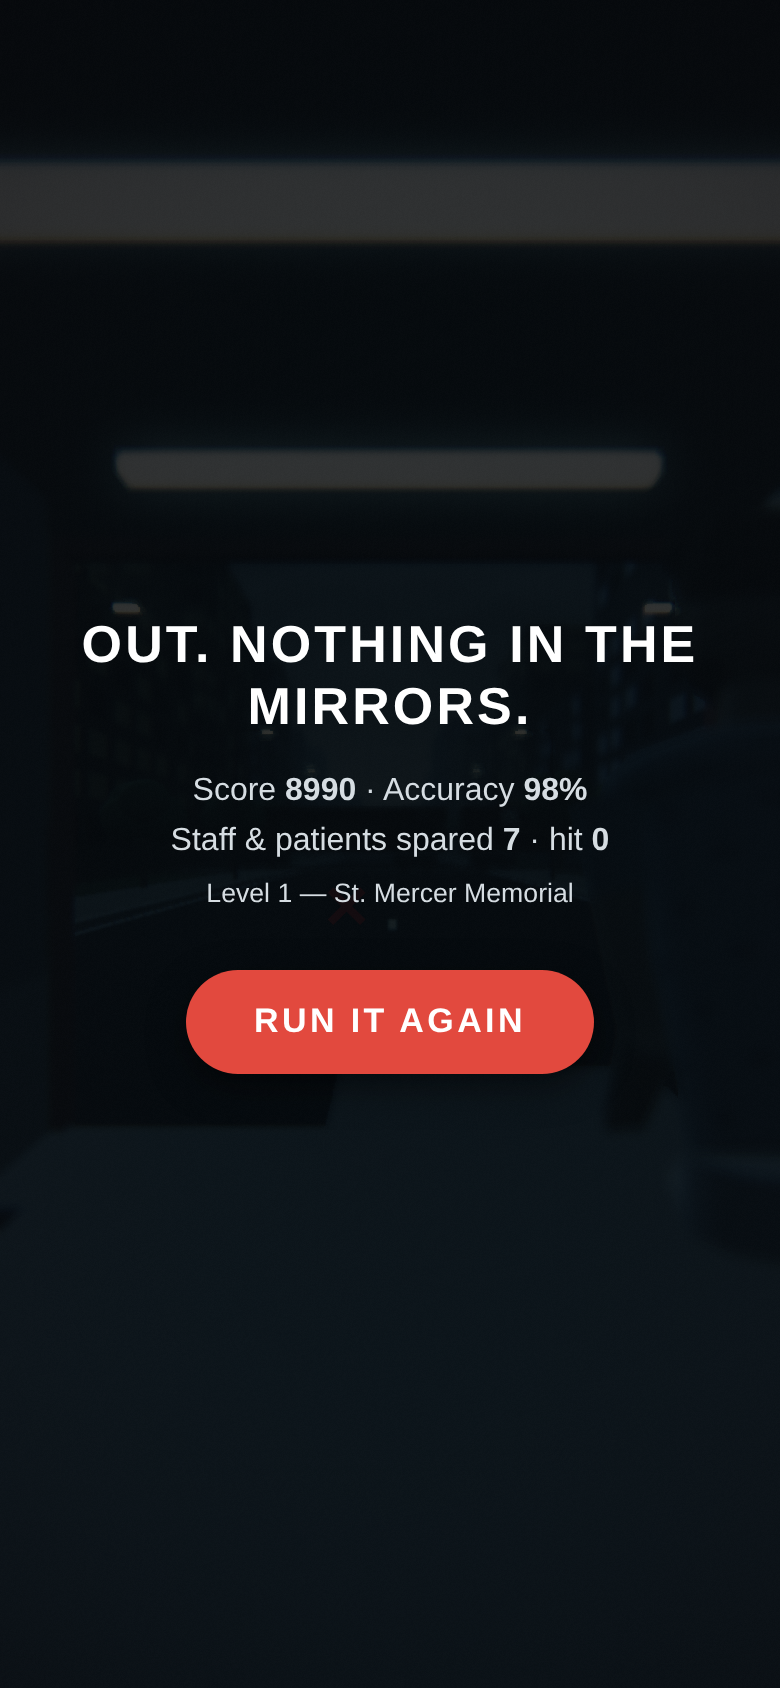 OUT. NOTHING IN THE
MIRRORS.
Score 8990 · Accuracy 98%
Staff & patients spared 7 · hit 0
Level 1 — St. Mercer Memorial
RUN IT AGAIN